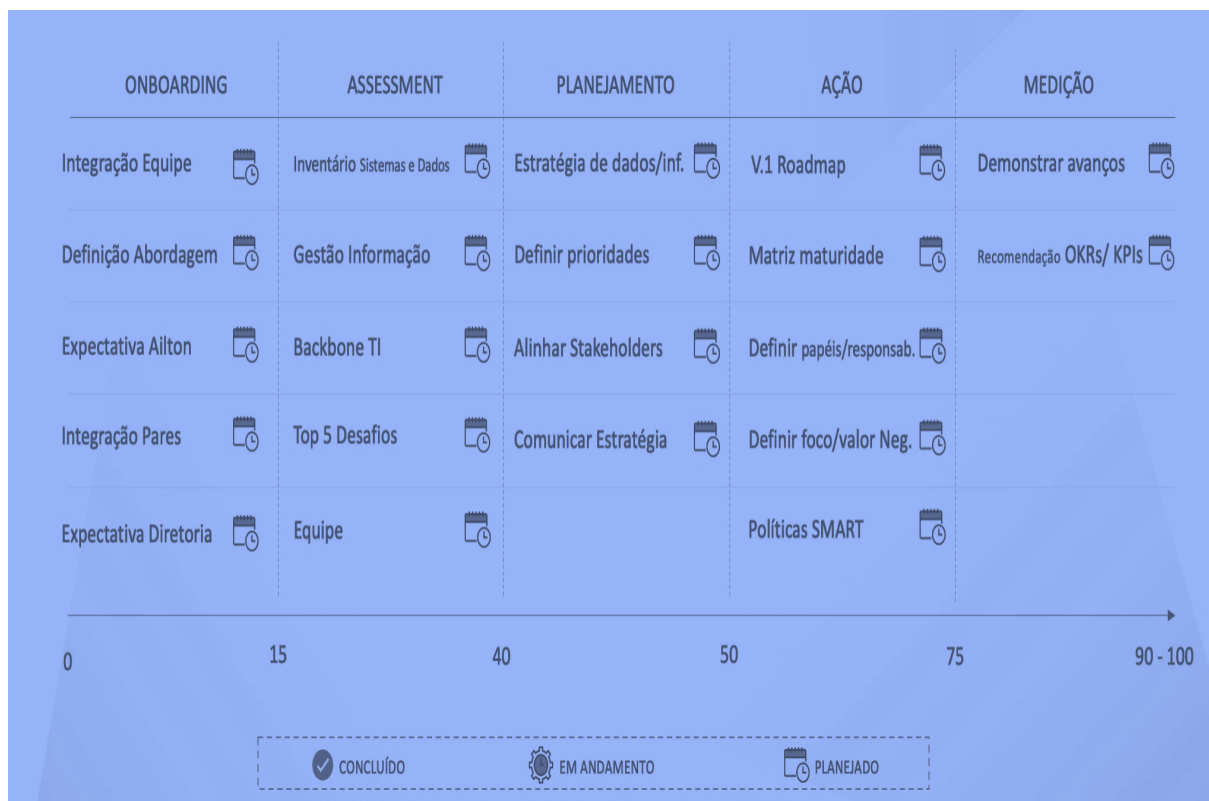 ONBOARDING ASSESSMENT PLANEJAMENTO AÇÃO MEDIÇÃO
Integração Equipe Inventário Sistemas e Dados Estratégia de dados/inf. V.1 Roadmap Demonstrar avanços
Definição Abordagem Gestão Informação Definir prioridades Matriz maturidade Recomendação OKRs/ KPIs
Expectativa Ailton Backbone TI Alinhar Stakeholders Definir papéis/responsab.
Integração Pares Top 5 Desafios Comunicar Estratégia Definir foco/valor Neg.
Expectativa Diretoria Equipe Políticas SMART
0 15 40 50 75 90 - 100
CONCLUÍDO EM ANDAMENTO PLANEJADO